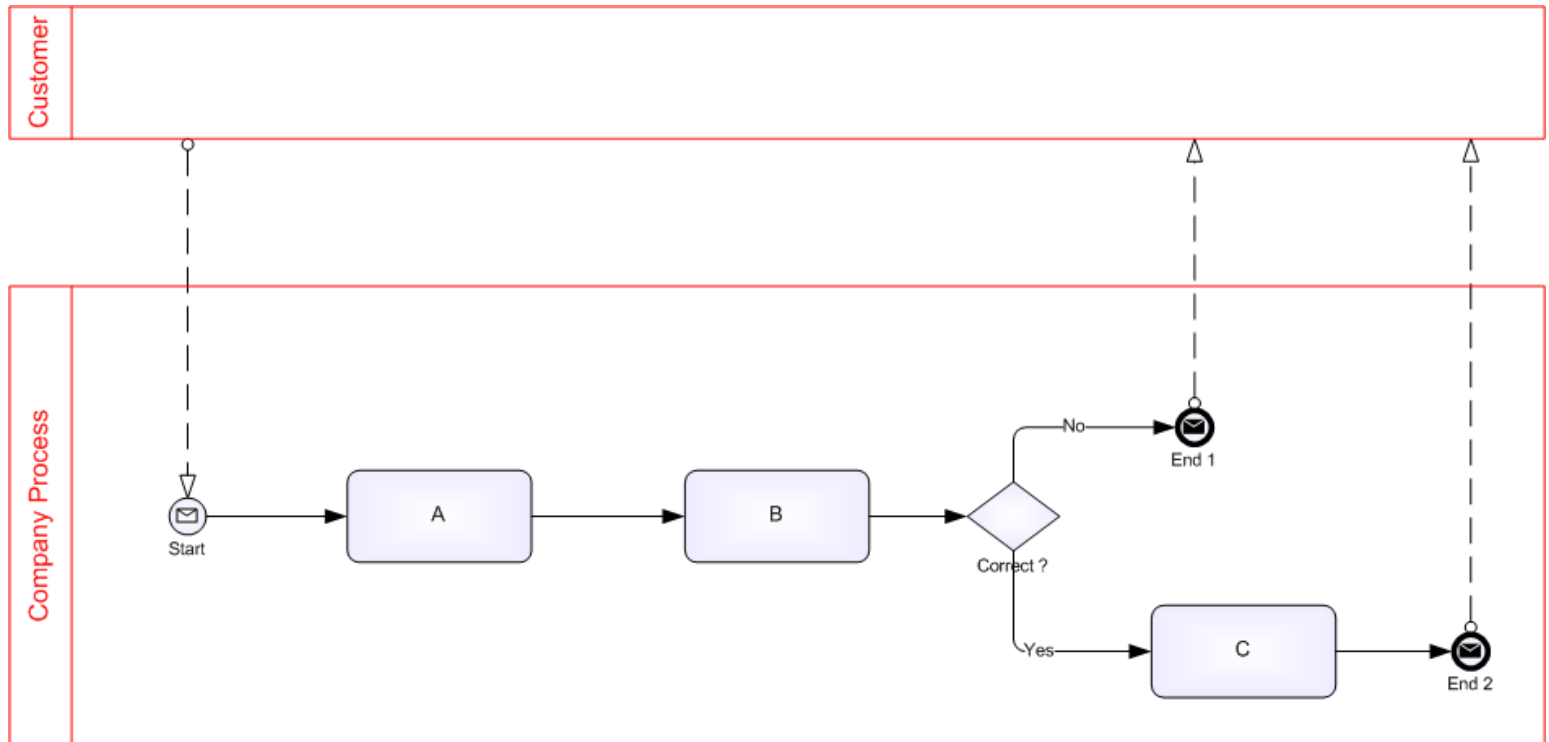 Customer
Company Process
Start
A
B
Correct ?
No
End 1
Yes
C
End 2